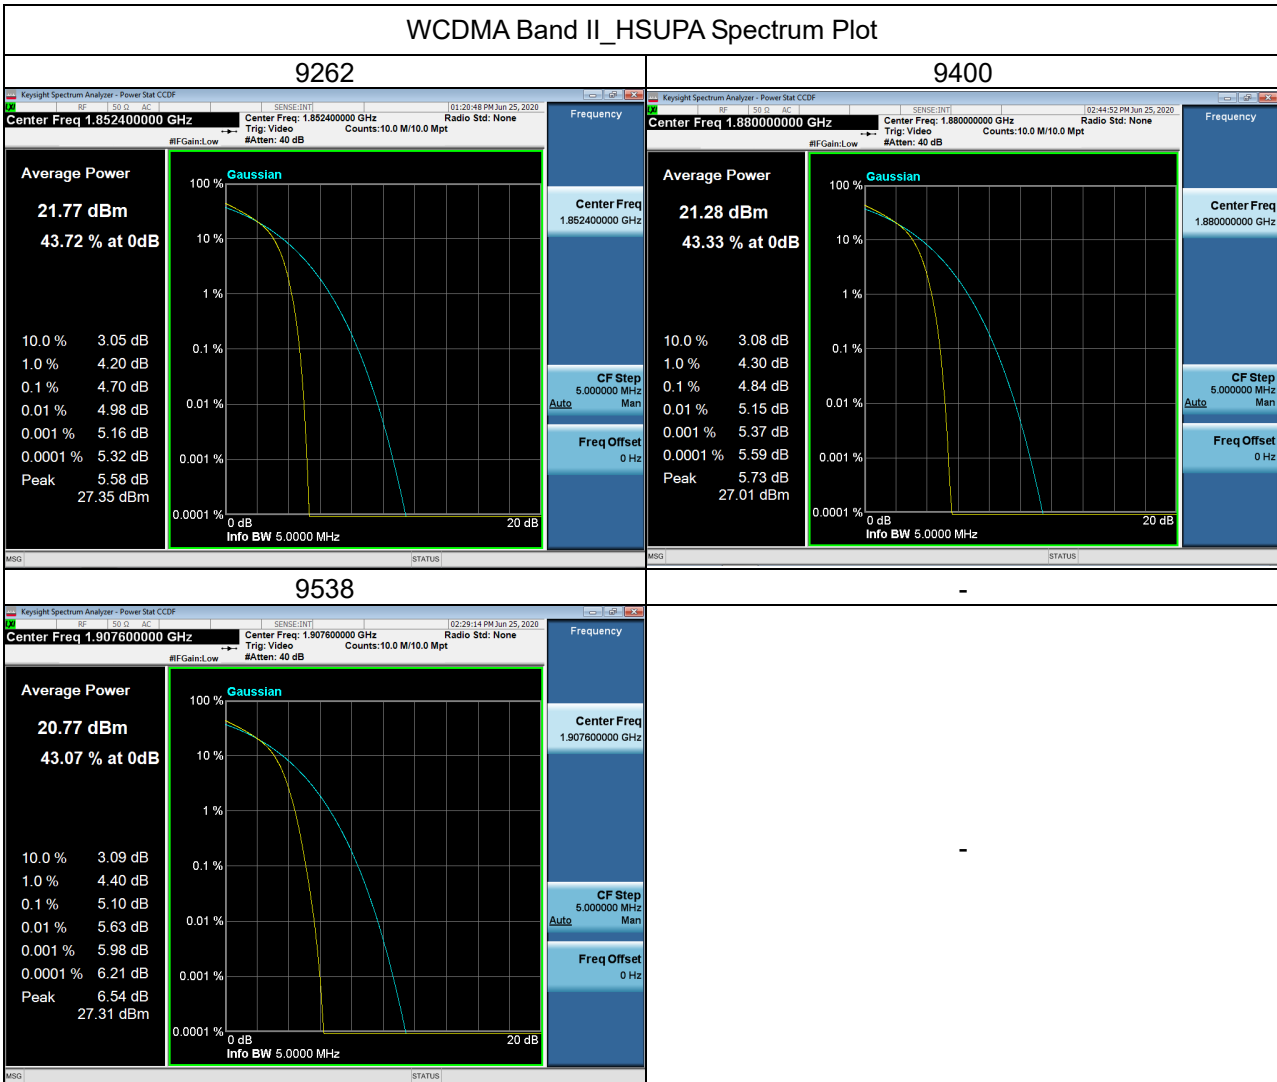 WCDMA Band II_HSUPA Spectrum Plot
9262
Keysight Spectrum Analyzer - Power Stat CCDF
RF 50 Ω AC SENSE:INT 01:20:48 PM Jun 25, 2020
Center Freq 1.852400000 GHz
Center Freq: 1.852400000 GHz Radio Std: None
Trig: Video Counts:10.0 M/10.0 Mpt
#IFGain:Low #Atten: 40 dB
Frequency
Average Power
21.77 dBm
43.72 % at 0dB
10.0 % 3.05 dB
1.0 % 4.20 dB
0.1 % 4.70 dB
0.01 % 4.98 dB
0.001 % 5.16 dB
0.0001 % 5.32 dB
Peak 5.58 dB
27.35 dBm
Gaussian
100 %
10 %
1 %
0.1 %
0.01 %
0.001 %
0.0001 %
0 dB 20 dB
Info BW 5.0000 MHz
Center Freq
1.852400000 GHz
CF Step
5.000000 MHz
Auto Man
Freq Offset
0 Hz
MSG STATUS
9400
Keysight Spectrum Analyzer - Power Stat CCDF
RF 50 Ω AC SENSE:INT 02:44:52 PM Jun 25, 2020
Center Freq 1.880000000 GHz
Center Freq: 1.880000000 GHz Radio Std: None
Trig: Video Counts:10.0 M/10.0 Mpt
#IFGain:Low #Atten: 40 dB
Frequency
Average Power
21.28 dBm
43.33 % at 0dB
10.0 % 3.08 dB
1.0 % 4.30 dB
0.1 % 4.84 dB
0.01 % 5.15 dB
0.001 % 5.37 dB
0.0001 % 5.59 dB
Peak 5.73 dB
27.01 dBm
Gaussian
100 %
10 %
1 %
0.1 %
0.01 %
0.001 %
0.0001 %
0 dB 20 dB
Info BW 5.0000 MHz
Center Freq
1.880000000 GHz
CF Step
5.000000 MHz
Auto Man
Freq Offset
0 Hz
MSG STATUS
9538
Keysight Spectrum Analyzer - Power Stat CCDF
RF 50 Ω AC SENSE:INT 02:29:14 PM Jun 25, 2020
Center Freq 1.907600000 GHz
Center Freq: 1.907600000 GHz Radio Std: None
Trig: Video Counts:10.0 M/10.0 Mpt
#IFGain:Low #Atten: 40 dB
Frequency
Average Power
20.77 dBm
43.07 % at 0dB
10.0 % 3.09 dB
1.0 % 4.40 dB
0.1 % 5.10 dB
0.01 % 5.63 dB
0.001 % 5.98 dB
0.0001 % 6.21 dB
Peak 6.54 dB
27.31 dBm
Gaussian
100 %
10 %
1 %
0.1 %
0.01 %
0.001 %
0.0001 %
0 dB 20 dB
Info BW 5.0000 MHz
Center Freq
1.907600000 GHz
CF Step
5.000000 MHz
Auto Man
Freq Offset
0 Hz
MSG STATUS
-
-